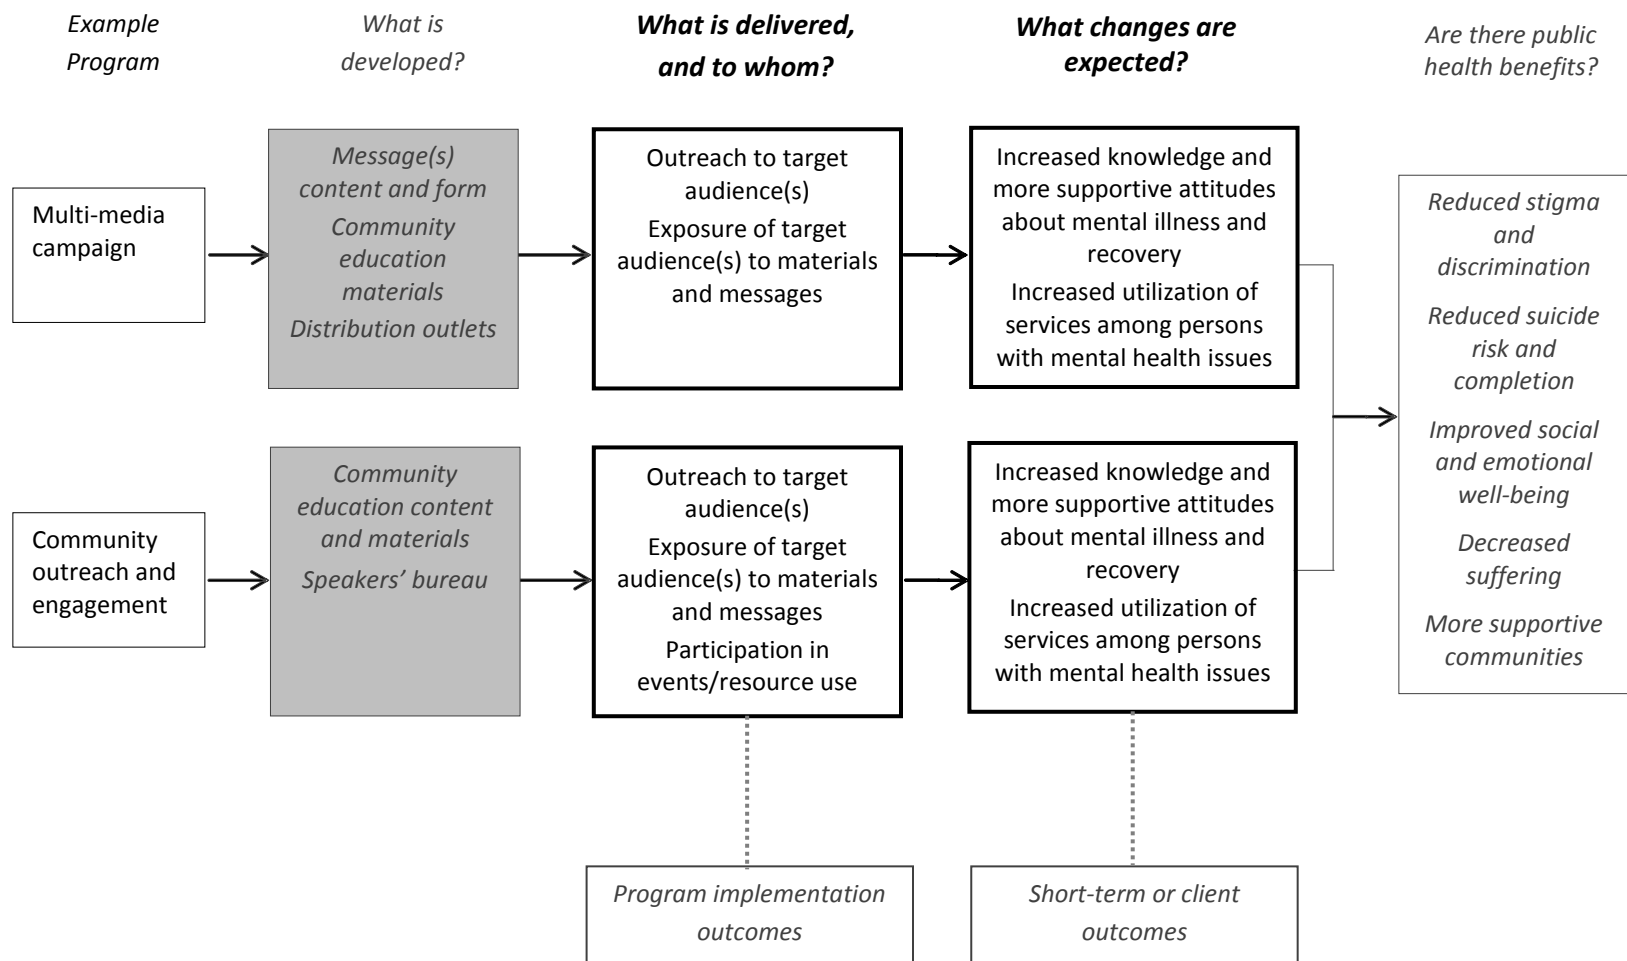 Example
Program
What is
developed?
What is delivered,
and to whom?
What changes are
expected?
Are there public
health benefits?
Multi-media
campaign
Message(s)
content and form
Community
education
materials
Distribution outlets
Outreach to target
audience(s)
Exposure of target
audience(s) to materials
and messages
Increased knowledge and
more supportive attitudes
about mental illness and
recovery
Increased utilization of
services among persons
with mental health issues
Community
outreach and
engagement
Community
education content
and materials
Speakers’ bureau
Outreach to target
audience(s)
Exposure of target
audience(s) to materials
and messages
Participation in
events/resource use
Increased knowledge and
more supportive attitudes
about mental illness and
recovery
Increased utilization of
services among persons
with mental health issues
Reduced stigma
and
discrimination
Reduced suicide
risk and
completion
Improved social
and emotional
well-being
Decreased
suffering
More supportive
communities
Program implementation
outcomes
Short-term or client
outcomes